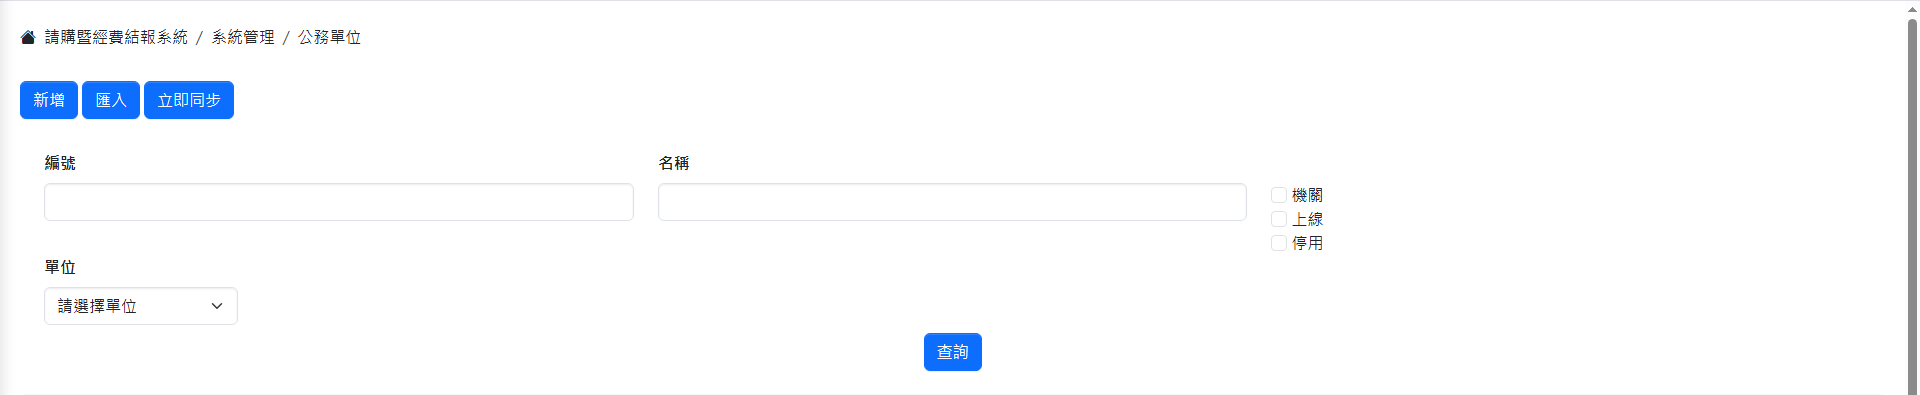 請購暨經費結報系統 / 系統管理 / 公務單位
新增 匯入 立即同步
編號 名稱
機關
上線
停用
單位
請選擇單位
查詢